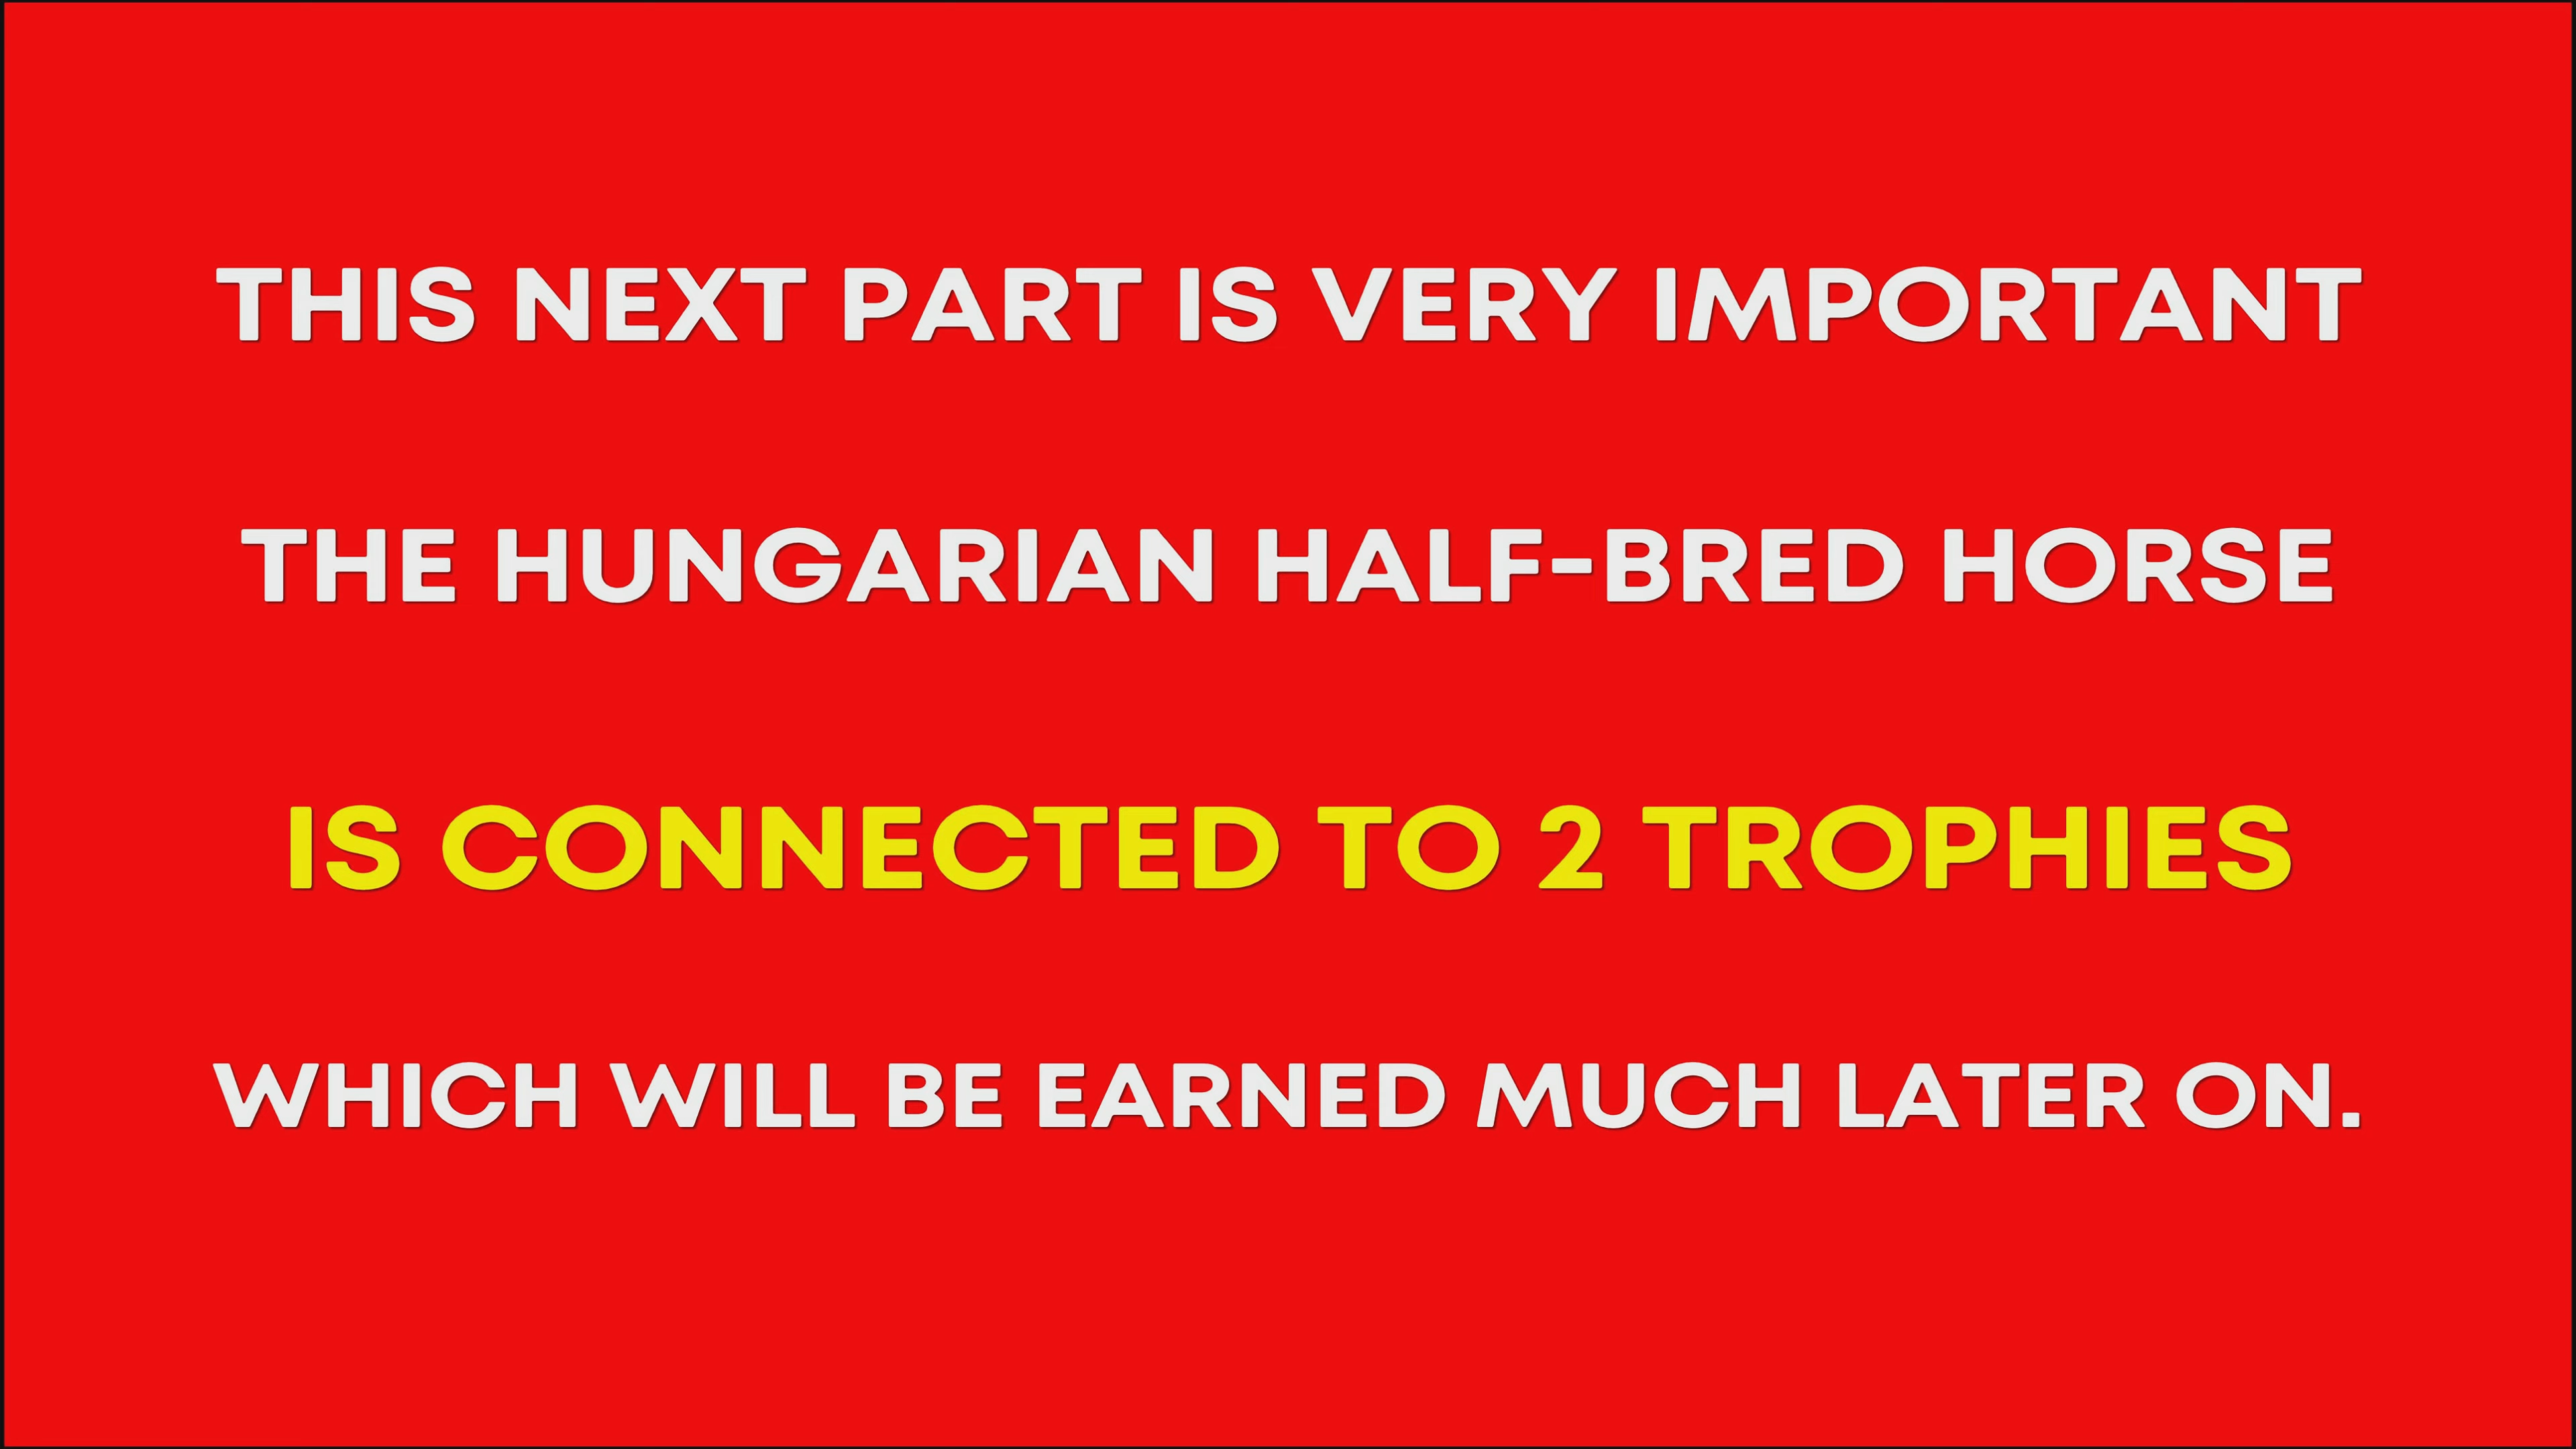 THIS NEXT PART IS VERY IMPORTANT
THE HUNGARIAN HALF-BRED HORSE
IS CONNECTED TO 2 TROPHIES
WHICH WILL BE EARNED MUCH LATER ON.